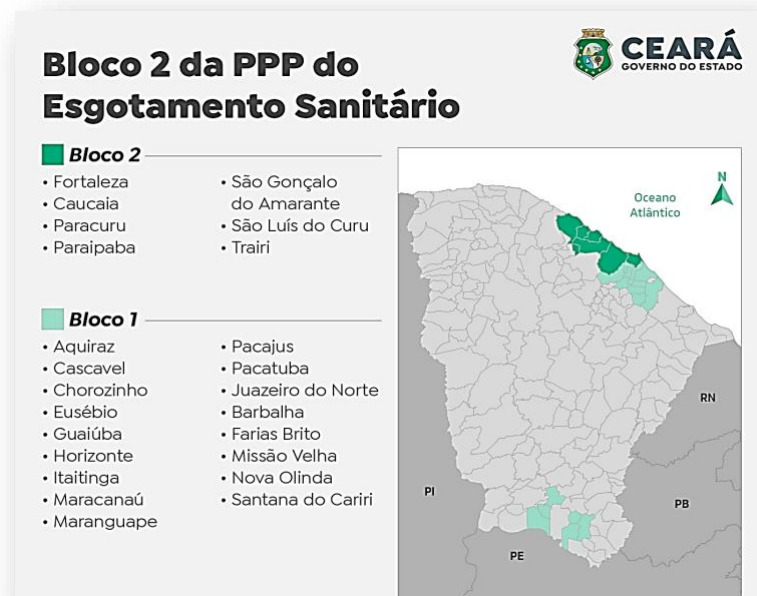 Bloco 2 da PPP do
Esgotamento Sanitário
CEARÁ
GOVERNO DO ESTADO
Bloco 2
• Fortaleza
• Caucaia
• Paracuru
• Paraipaba
• São Gonçalo
do Amarante
• São Luís do Curu
• Trairi
Bloco 1
• Aquiraz
• Cascavel
• Chorozinho
• Eusébio
• Guaiúba
• Horizonte
• Itaitinga
• Maracanaú
• Maranguape
• Pacajus
• Pacatuba
• Juazeiro do Norte
• Barbalha
• Farias Brito
• Missão Velha
• Nova Olinda
• Santana do Cariri
N
Oceano
Atlântico
RN
PI
PB
PE